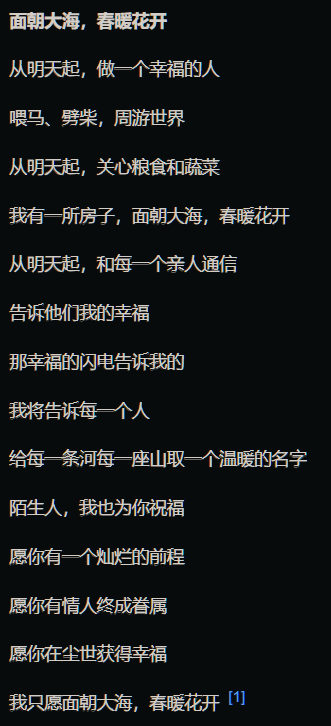 面朝大海，春暖花开
从明天起，做一个幸福的人
喂马、劈柴，周游世界
从明天起，关心粮食和蔬菜
我有一所房子，面朝大海，春暖花开
从明天起，和每一个亲人通信
告诉他们我的幸福
那幸福的闪电告诉我的
我将告诉每一个人
给每一条河每一座山取一个温暖的名字
陌生人，我也为你祝福
愿你有一个灿烂的前程
愿你有情人终成眷属
愿你在尘世获得幸福
我只愿面朝大海，春暖花开 [1]